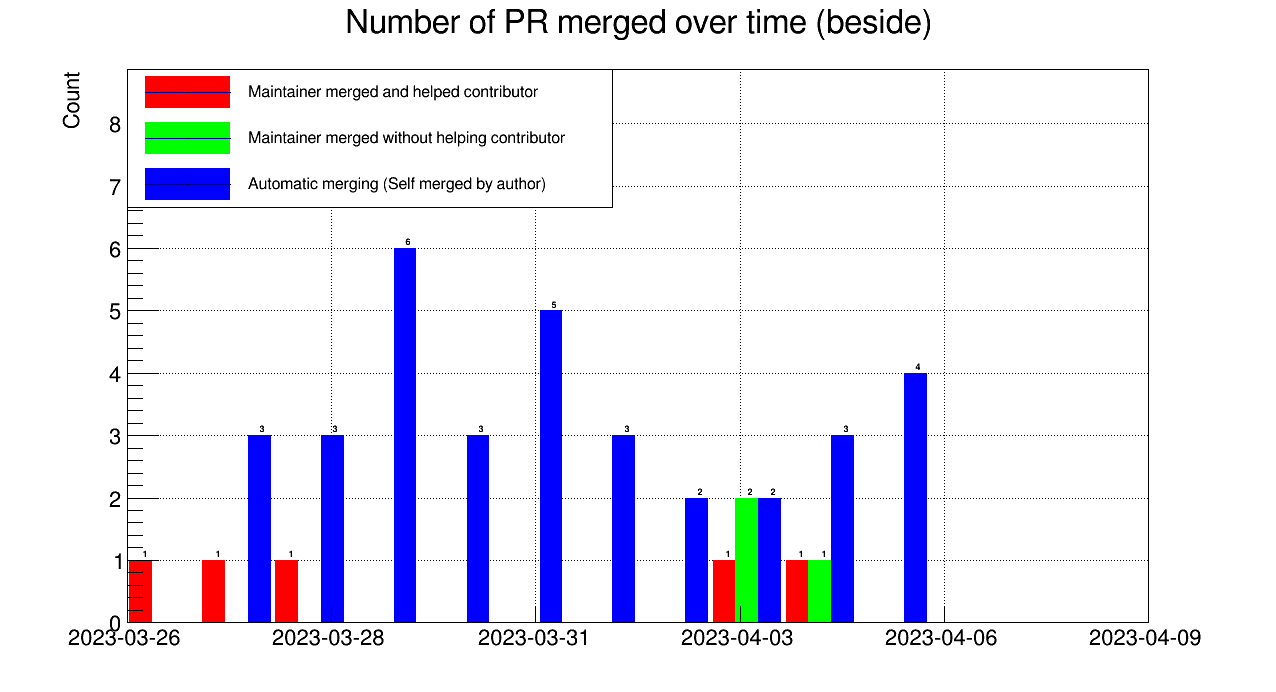 Number of PR merged over time (beside)
Count
Maintainer merged and helped contributor
Maintainer merged without helping contributor
Automatic merging (Self merged by author)
8
7
6
5
4
3
2
1
0
6
5
4
3 3 3 3 3
2 2 2
1 1 1 1 1 1
2023-03-26 2023-03-28 2023-03-31 2023-04-03 2023-04-06 2023-04-09